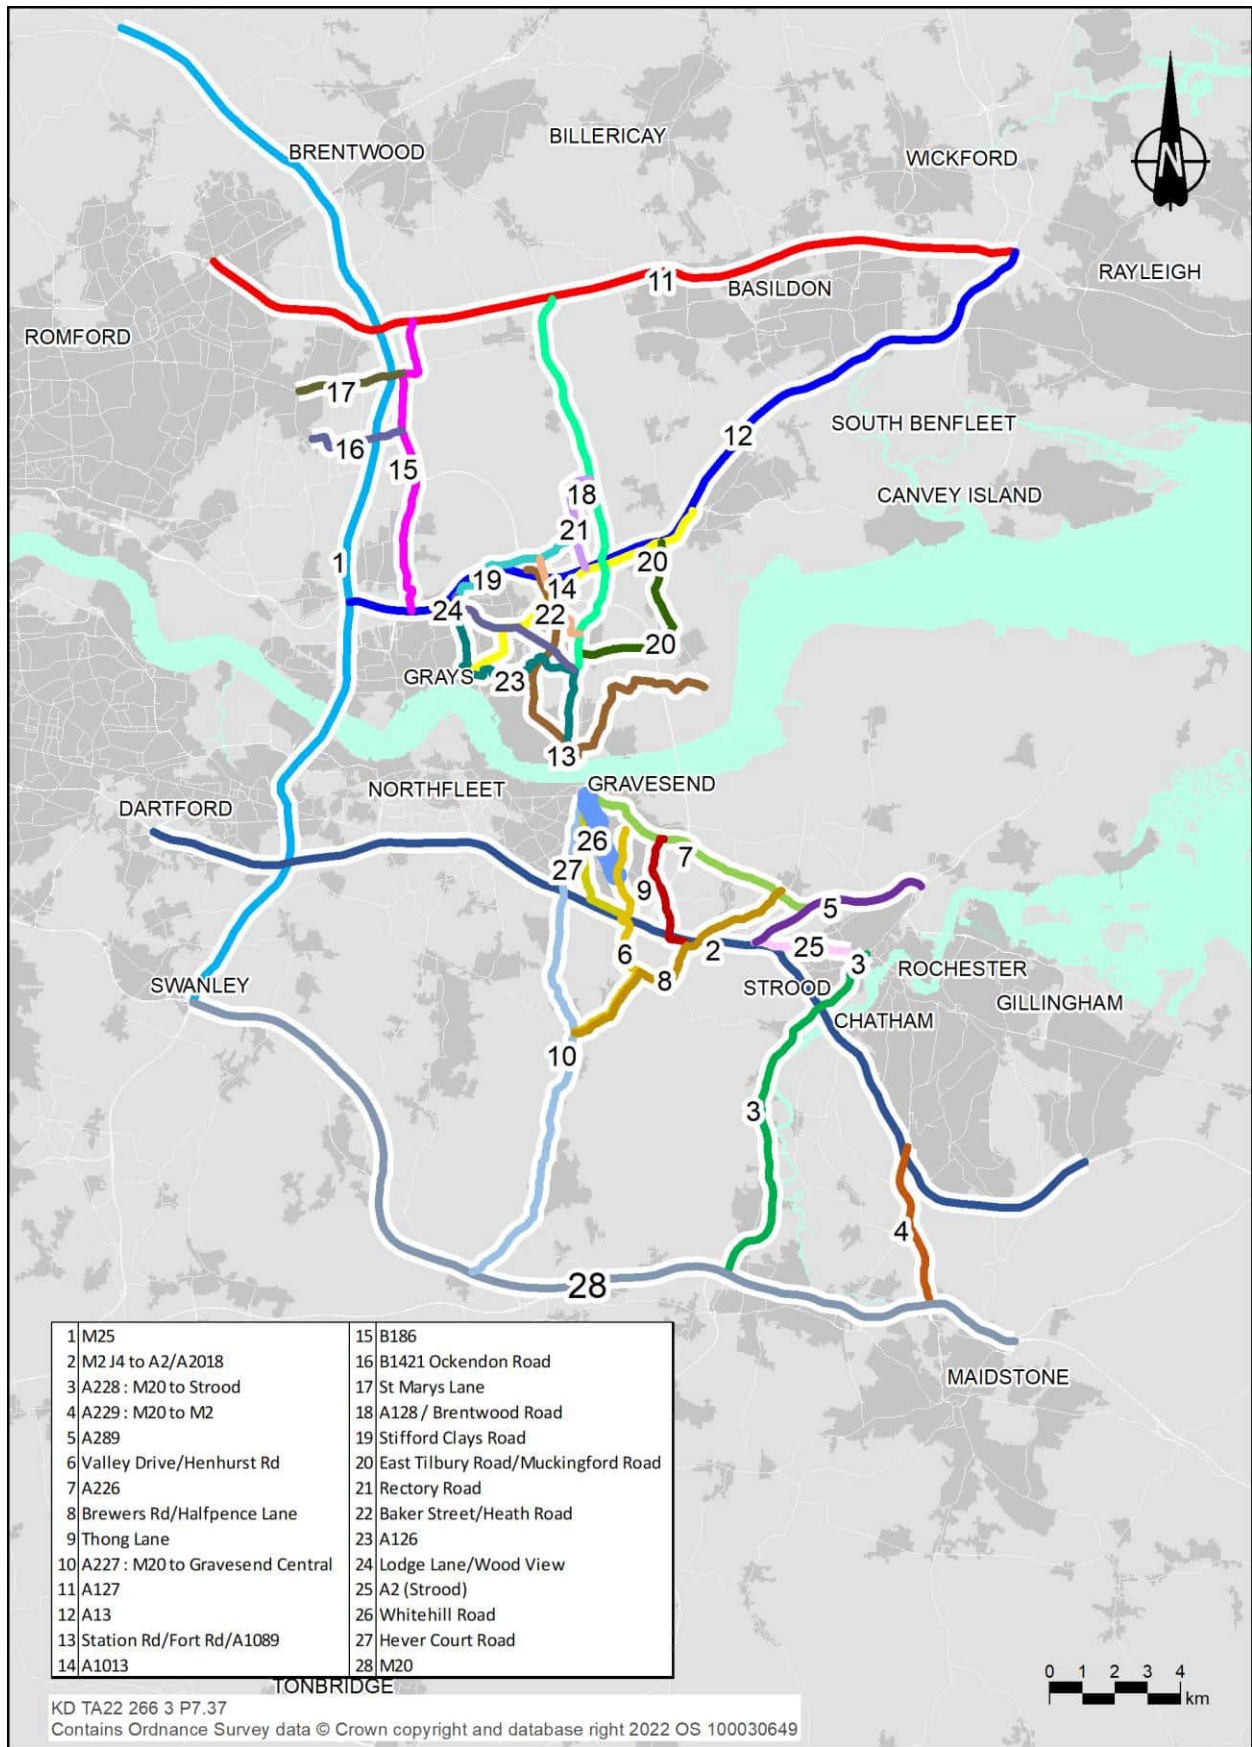 BILLERICAY
BRENTWOOD
WICKFORD
N
RAYLEIGH
11
BASILDON
ROMFORD
17
SOUTH BENFLEET
12
16
15
CANVEY ISLAND
18
21
1
20
19
14
24
22
20
GRAYS
23
13
GRAVESEND
NORTHFLEET
DARTFORD
26
7
27
9
5
2
25
6
3
ROCHESTER
8
SWANLEY
STROOD
GILLINGHAM
CHATHAM
10
3
4
28
1 M25
2 M2 J4 to A2/A2018
3 A228 : M20 to Strood
4 A229 : M20 to M2
5 A289
6 Valley Drive/Henhurst Rd
7 A226
8 Brewers Rd/Halfpence Lane
9 Thong Lane
10 A227 : M20 to Gravesend Central
11 A127
12 A13
13 Station Rd/Fort Rd/A1089
14 A1013
15 B186
16 B1421 Ockendon Road
17 St Marys Lane
18 A128 / Brentwood Road
19 Stifford Clays Road
20 East Tilbury Road/Muckingford Road
21 Rectory Road
22 Baker Street/Heath Road
23 A126
24 Lodge Lane/Wood View
25 A2 (Strood)
26 Whitehill Road
27 Hever Court Road
28 M20
MAIDSTONE
TONBRIDGE
0 1 2 3 4
km
KD TA22 266 3 P7.37
Contains Ordnance Survey data © Crown copyright and database right 2022 OS 100030649